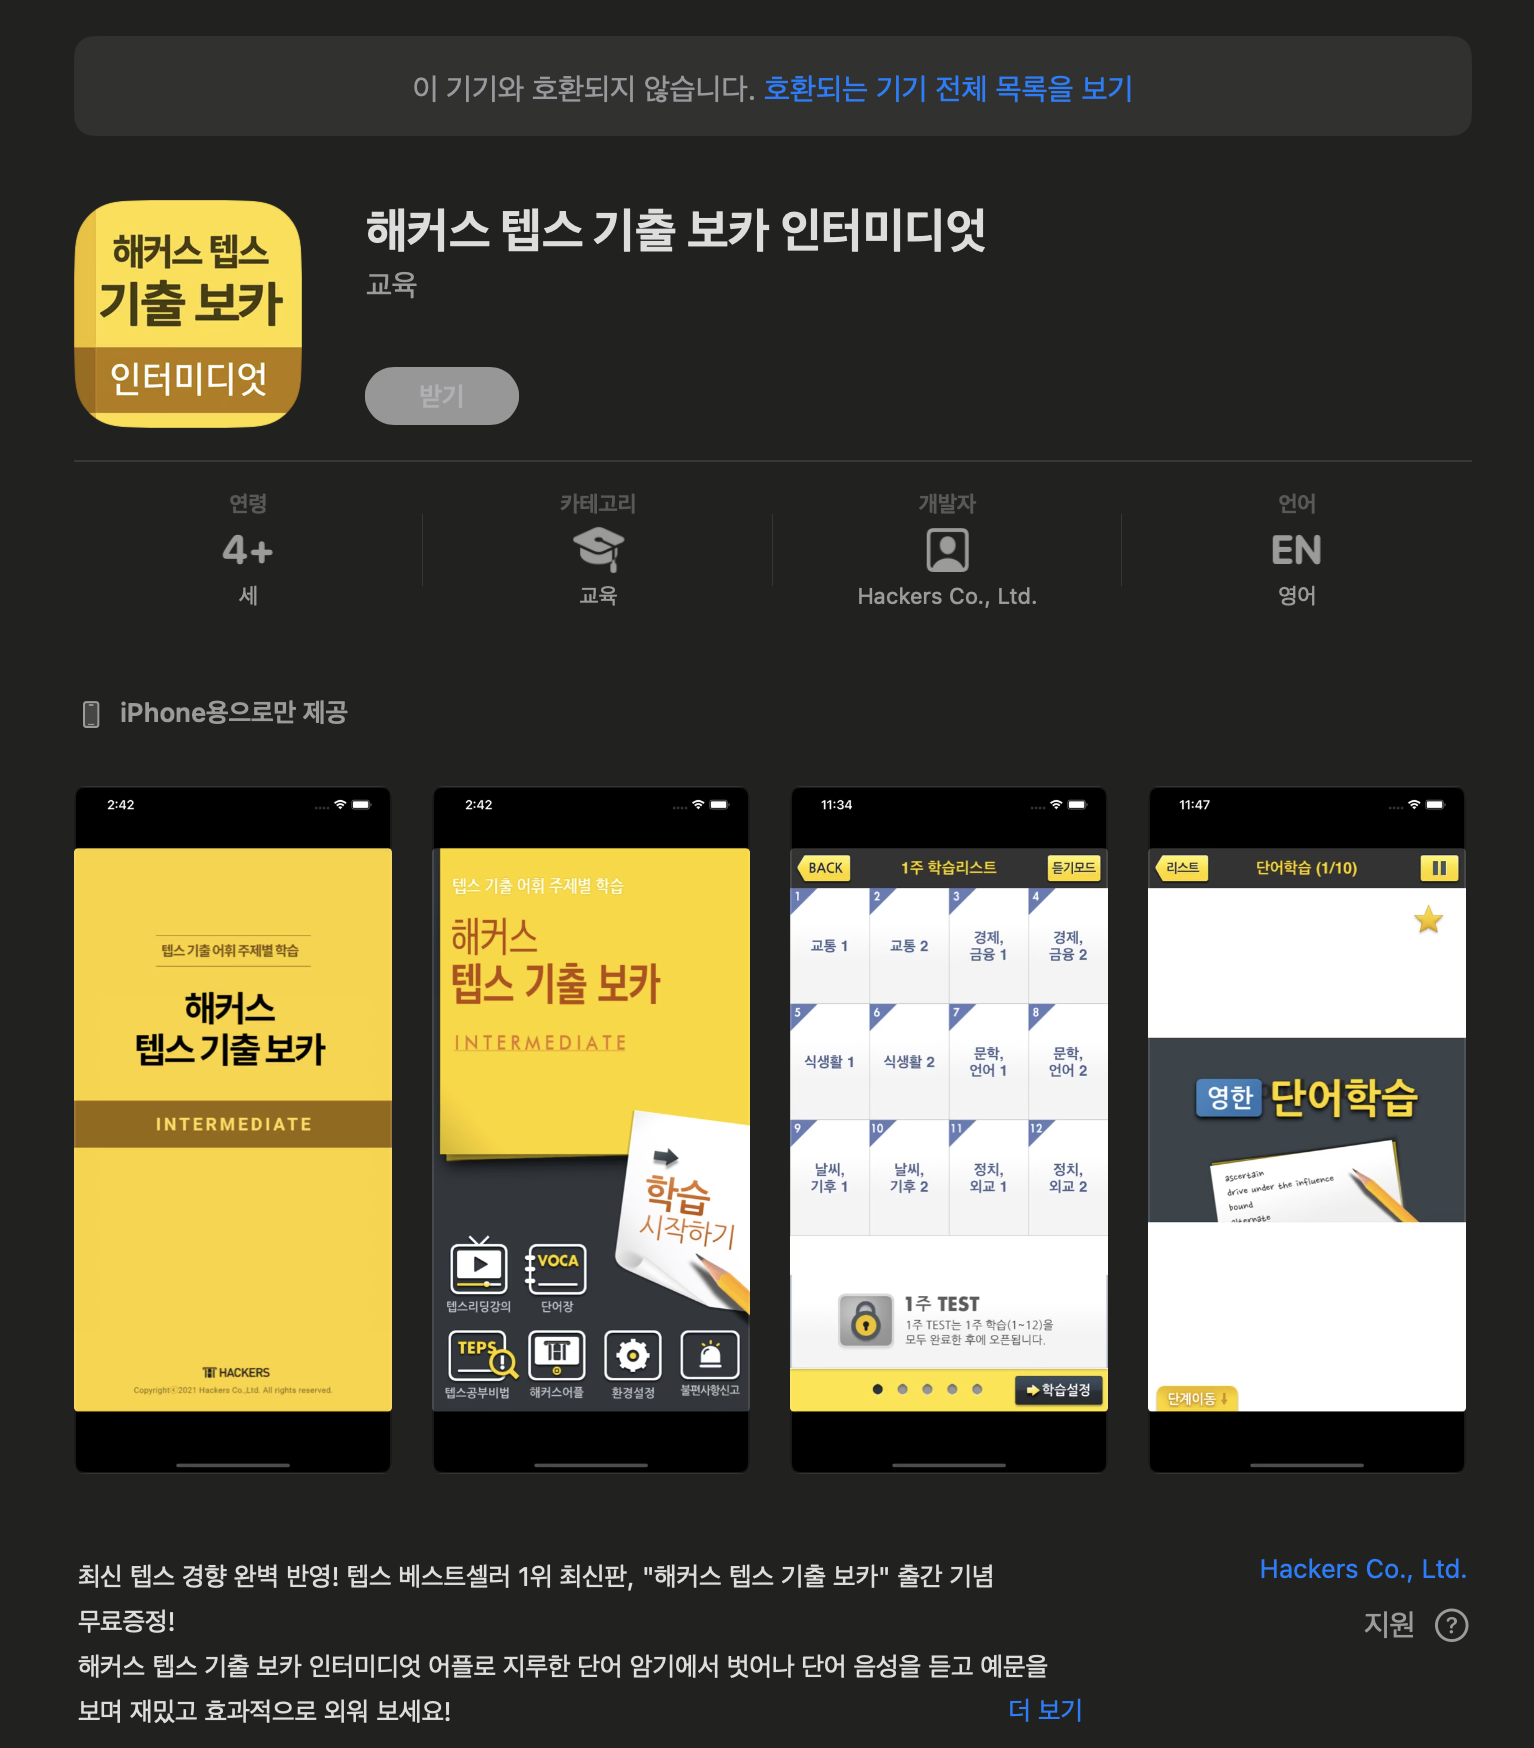 이 기기와 호환되지 않습니다. 호환되는 기기 전체 목록을 보기
해커스 텝스
기출 보카
인터미디엇
해커스 텝스 기출 보카 인터미디엇
교육
받기
연령
4+
세
카테고리
교육
개발자
Hackers Co., Ltd.
언어
EN
영어
iPhone용으로만 제공
2:42
텝스 기출 어휘 주제별 학습
해커스
텝스 기출 보카
INTERMEDIATE
HACKERS
Copyrightⓒ2021 Hackers Co.,Ltd. All rights reserved.
2:42
텝스 기출 어휘 주제별 학습
해커스
텝스 기출 보카
INTERMEDIATE
학습
시작하기
VOCA
텝스리딩강의 단어장
TEPS
텝스공부비법 해커스어플 환경설정 불편사항신고
11:34
BACK 1주 학습리스트 듣기모드
1 2 3 4
교통 1 교통 2 경제, 금융 1 경제, 금융 2
5 6 7 8
식생활 1 식생활 2 문학, 언어 1 문학, 언어 2
9 10 11 12
날씨, 기후 1 날씨, 기후 2 정치, 외교 1 정치, 외교 2
1주 TEST
1주 TEST는 1주 학습(1~12)을
모두 완료한 후에 오픈됩니다.
학습설정
11:47
리스트 단어학습 (1/10)
영한 단어학습
ascertain
drive under the influence
bound
alternate
단계이동
최신 텝스 경향 완벽 반영! 텝스 베스트셀러 1위 최신판, "해커스 텝스 기출 보카" 출간 기념
무료증정!
해커스 텝스 기출 보카 인터미디엇 어플로 지루한 단어 암기에서 벗어나 단어 음성을 듣고 예문을
보며 재밌고 효과적으로 외워 보세요!
더 보기
Hackers Co., Ltd.
지원 ?